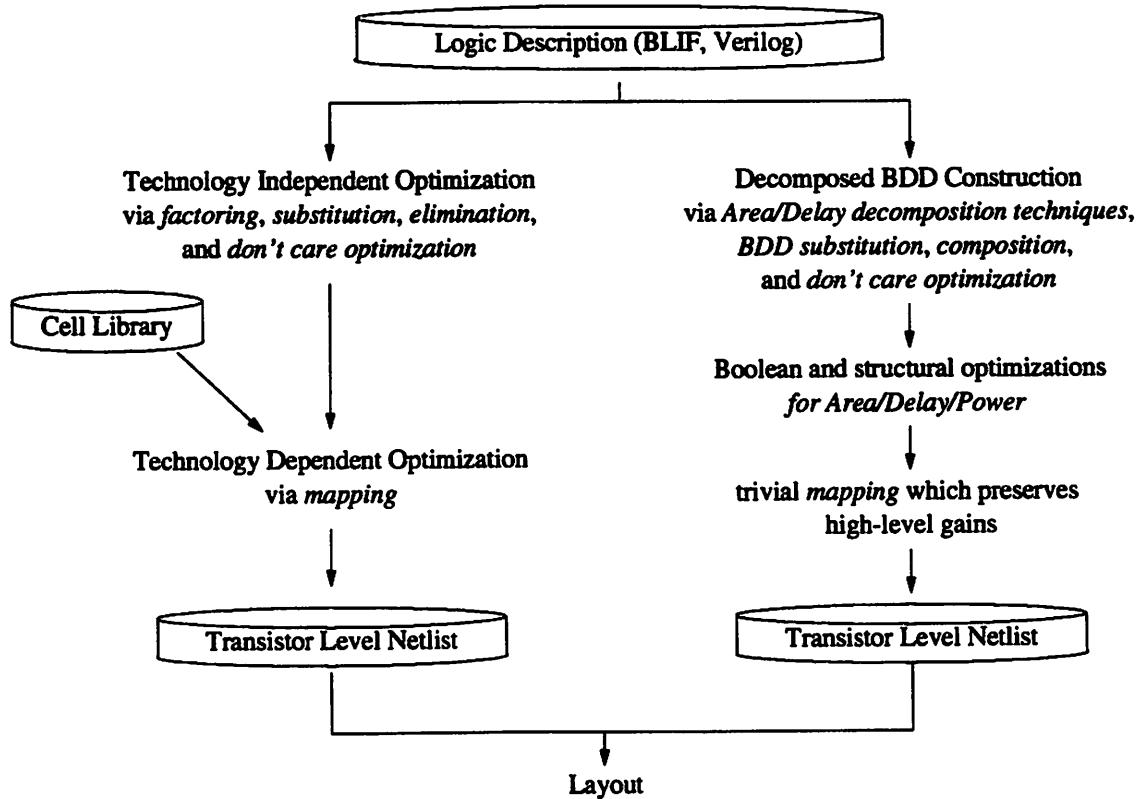 Logic Description (BLIF, Verilog)
Technology Independent Optimization
via factoring, substitution, elimination,
and don't care optimization
Cell Library
Technology Dependent Optimization
via mapping
Transistor Level Netlist
Decomposed BDD Construction
via Area/Delay decomposition techniques,
BDD substitution, composition,
and don't care optimization
Boolean and structural optimizations
for Area/Delay/Power
trivial mapping which preserves
high-level gains
Transistor Level Netlist
Layout